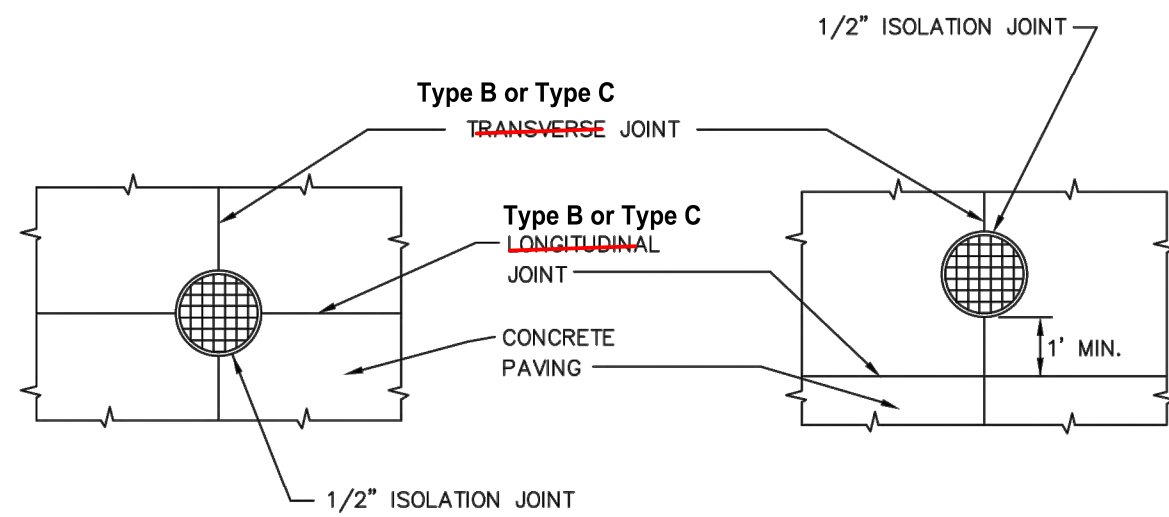 1/2” ISOLATION JOINT
Type B or Type C
TRANSVERSE JOINT
Type B or Type C
LONGITUDINAL
JOINT
CONCRETE
PAVING
1' MIN.
1/2” ISOLATION JOINT